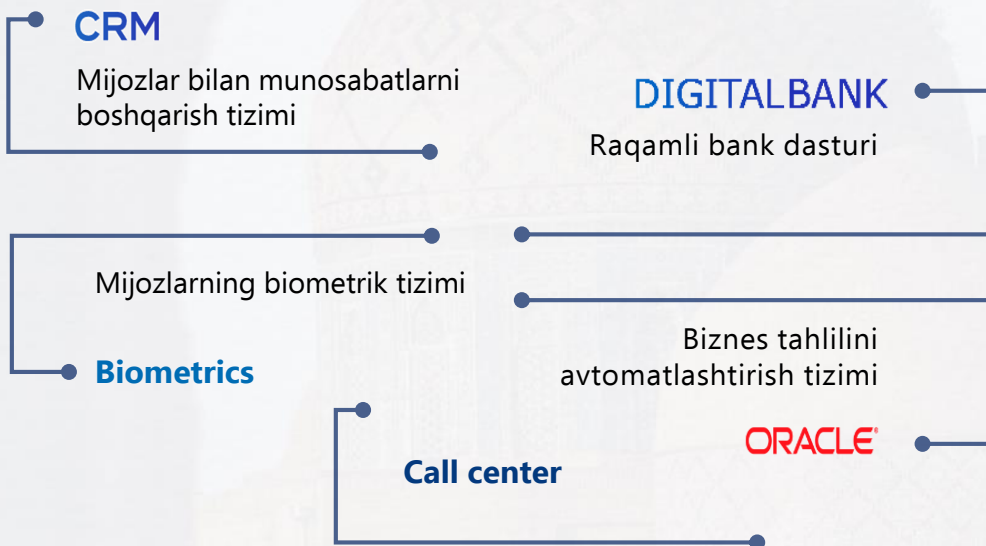 CRM
Mijozlar bilan munosabatlarni
boshqarish tizimi
DIGITALBANK
Raqamli bank dasturi
Mijozlarning biometrik tizimi
Biometrics
Biznes tahlilini
avtomatlashtirish tizimi
ORACLE®
Call center